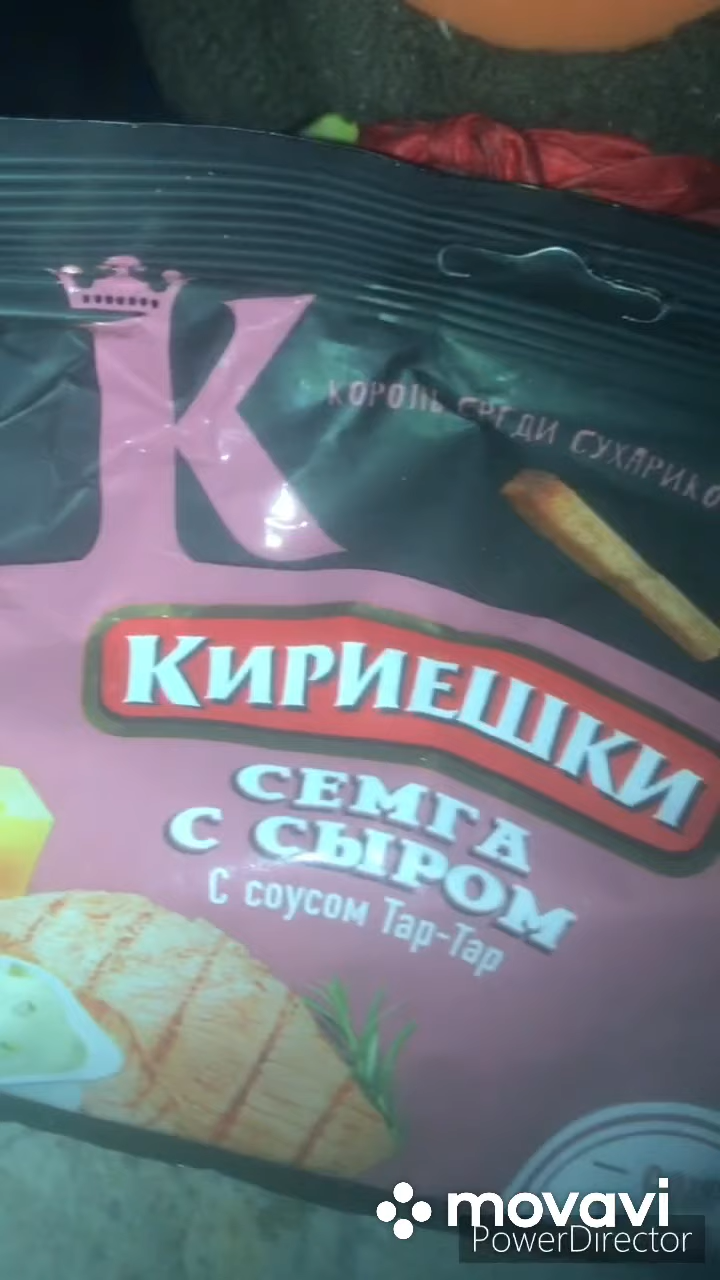 К
КОРОЛЬ СРЕДИ СУХАРИКО
КИРИЕШКИ
СЕМГА
С СЫРОМ
С соусом Тар-Тар
movavi
PowerDirector